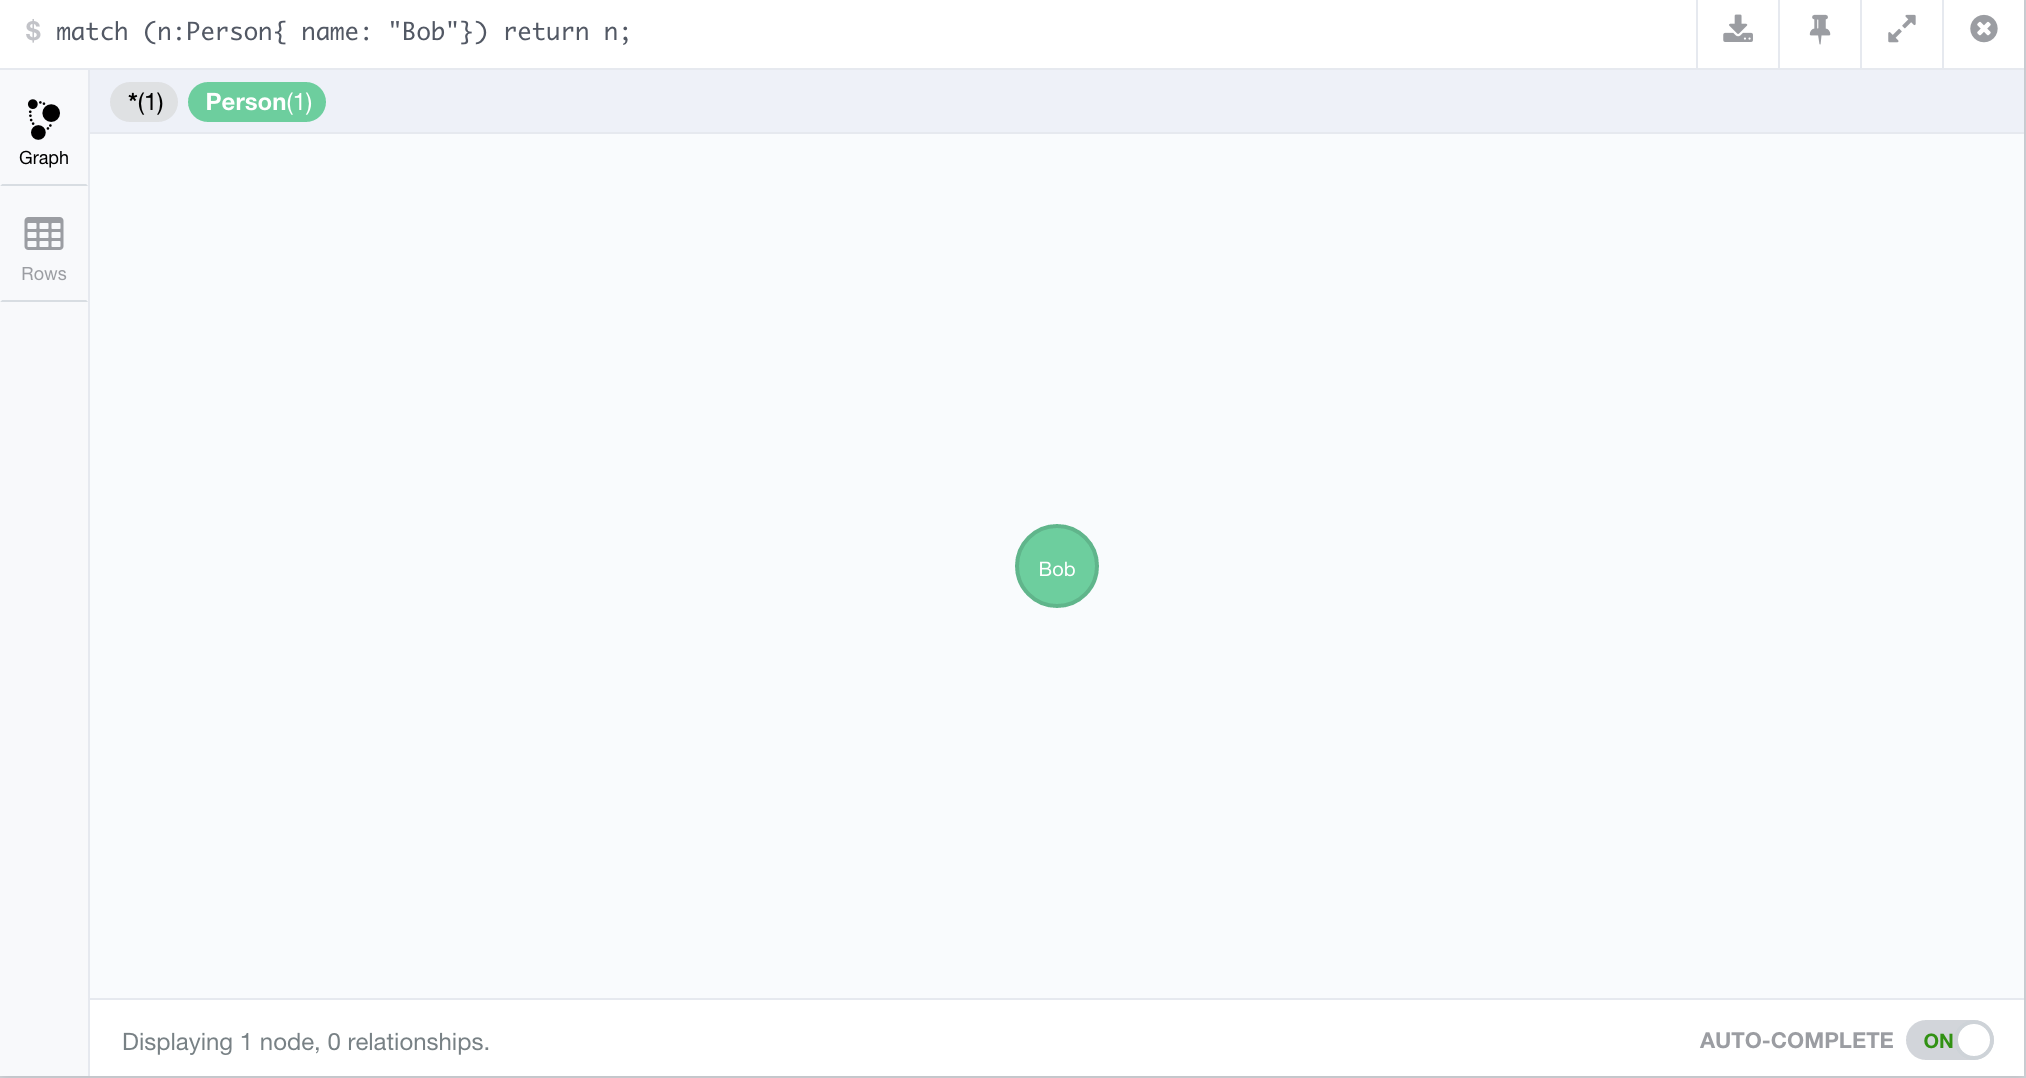 $ match (n:Person{ name: "Bob"}) return n;
*(1) Person(1)
Graph
Rows
Bob
Displaying 1 node, 0 relationships.
AUTO-COMPLETE ON